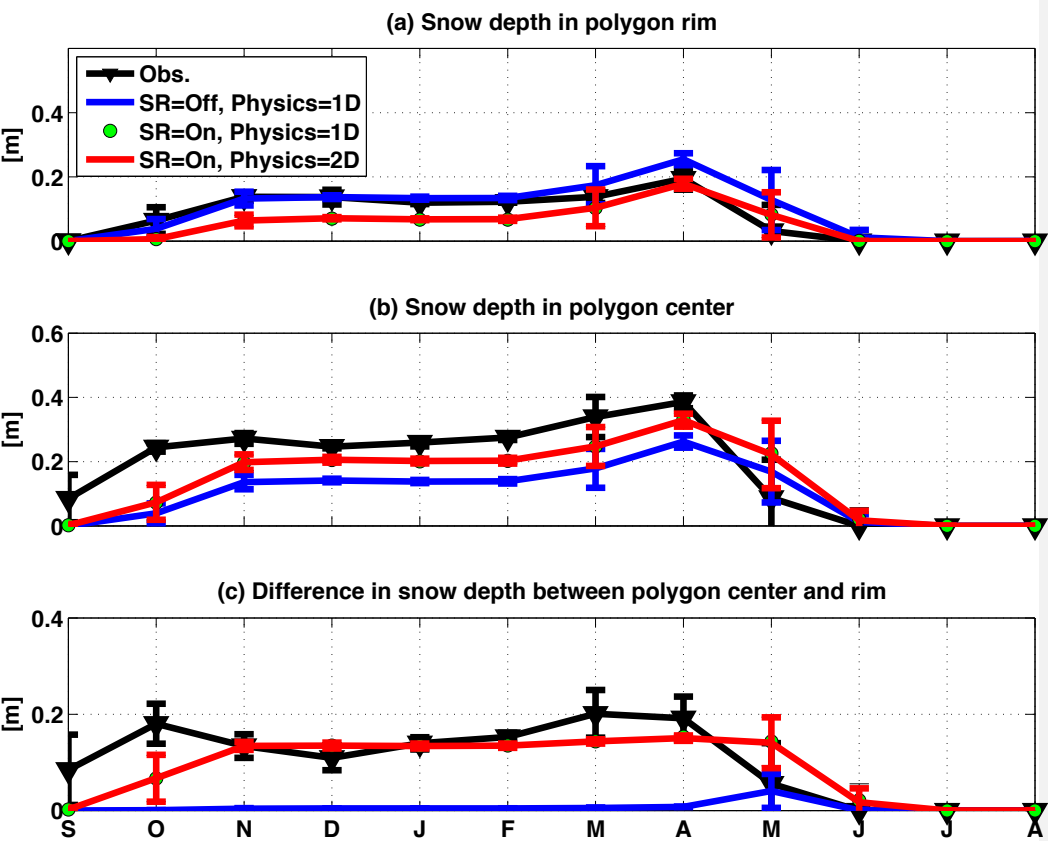 (a) Snow depth in polygon rim
[m]
0.4
0.2
0
Obs.
SR=Off, Physics=1D
SR=On, Physics=1D
SR=On, Physics=2D
(b) Snow depth in polygon center
[m]
0.6
0.4
0.2
0
(c) Difference in snow depth between polygon center and rim
[m]
0.4
0.2
0
S O N D J F M A M J J A